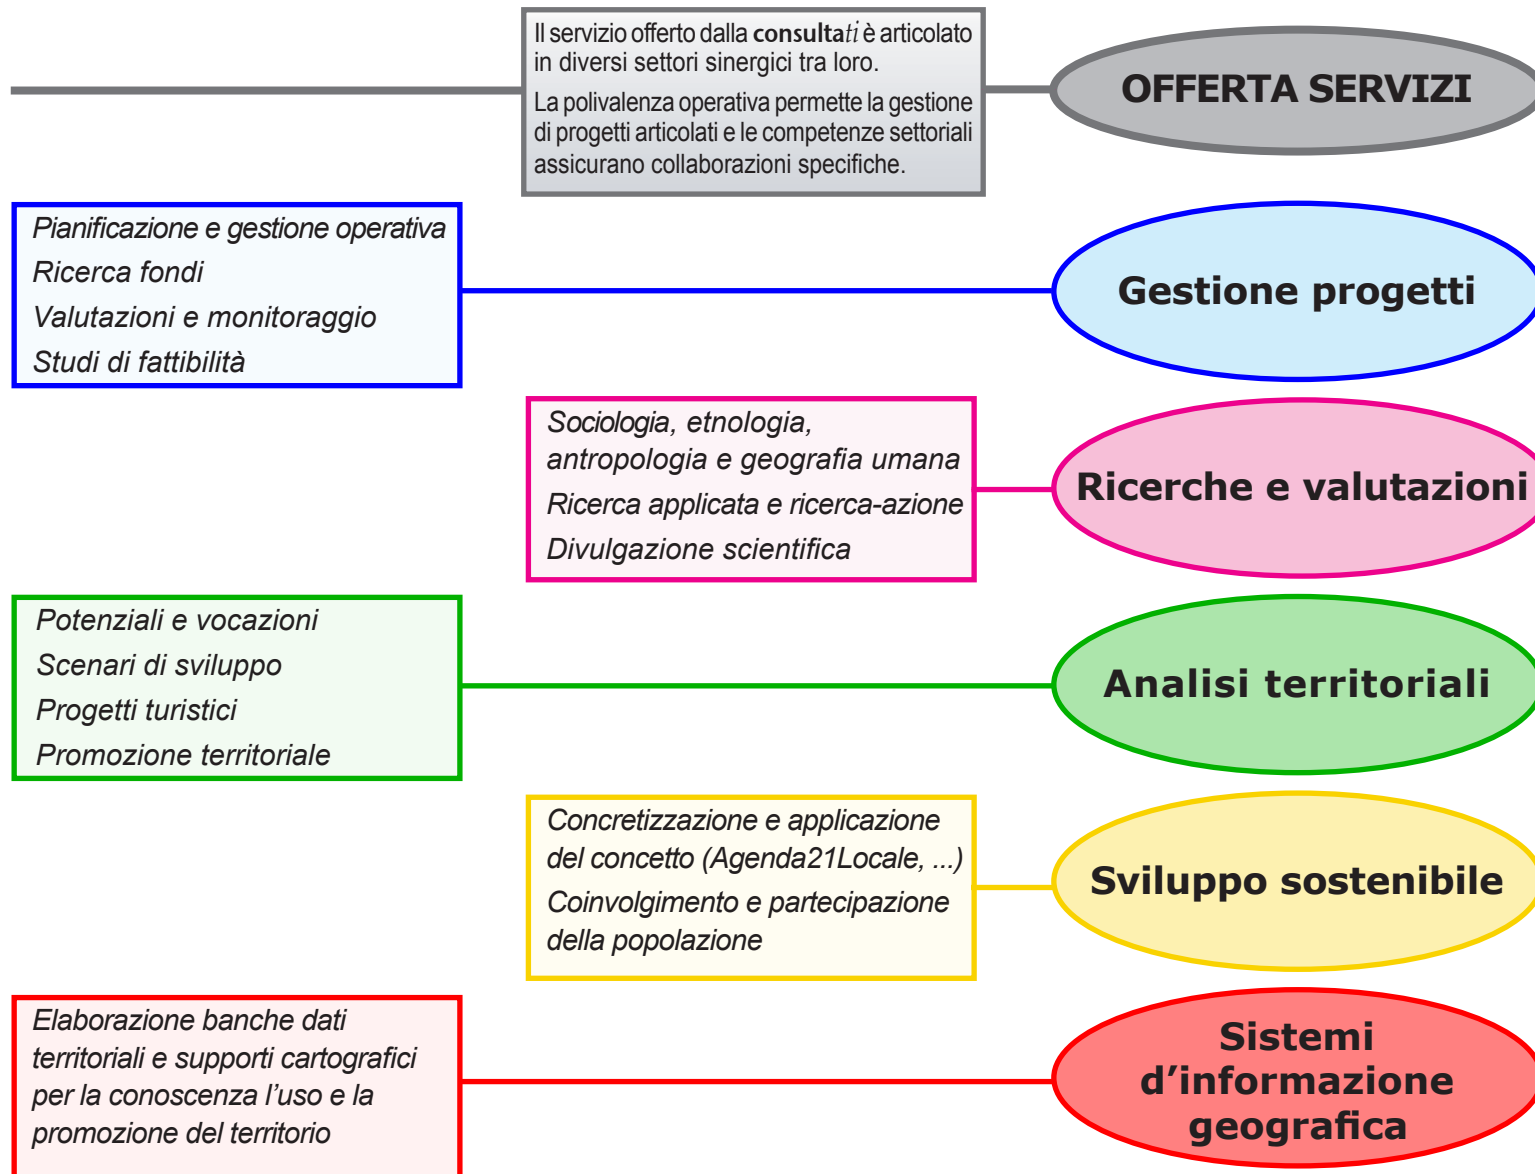 Il servizio offerto dalla consultati è articolato
in diversi settori sinergici tra loro.
La polivalenza operativa permette la gestione
di progetti articolati e le competenze settoriali
assicurano collaborazioni specifiche.
OFFERTA SERVIZI
Pianificazione e gestione operativa
Ricerca fondi
Valutazioni e monitoraggio
Studi di fattibilità
Gestione progetti
Sociologia, etnologia,
antropologia e geografia umana
Ricerca applicata e ricerca-azione
Divulgazione scientifica
Ricerche e valutazioni
Potenziali e vocazioni
Scenari di sviluppo
Progetti turistici
Promozione territoriale
Analisi territoriali
Concretizzazione e applicazione
del concetto (Agenda21Locale, ...)
Coinvolgimento e partecipazione
della popolazione
Sviluppo sostenibile
Elaborazione banche dati
territoriali e supporti cartografici
per la conoscenza l’uso e la
promozione del territorio
Sistemi
d’informazione
geografica